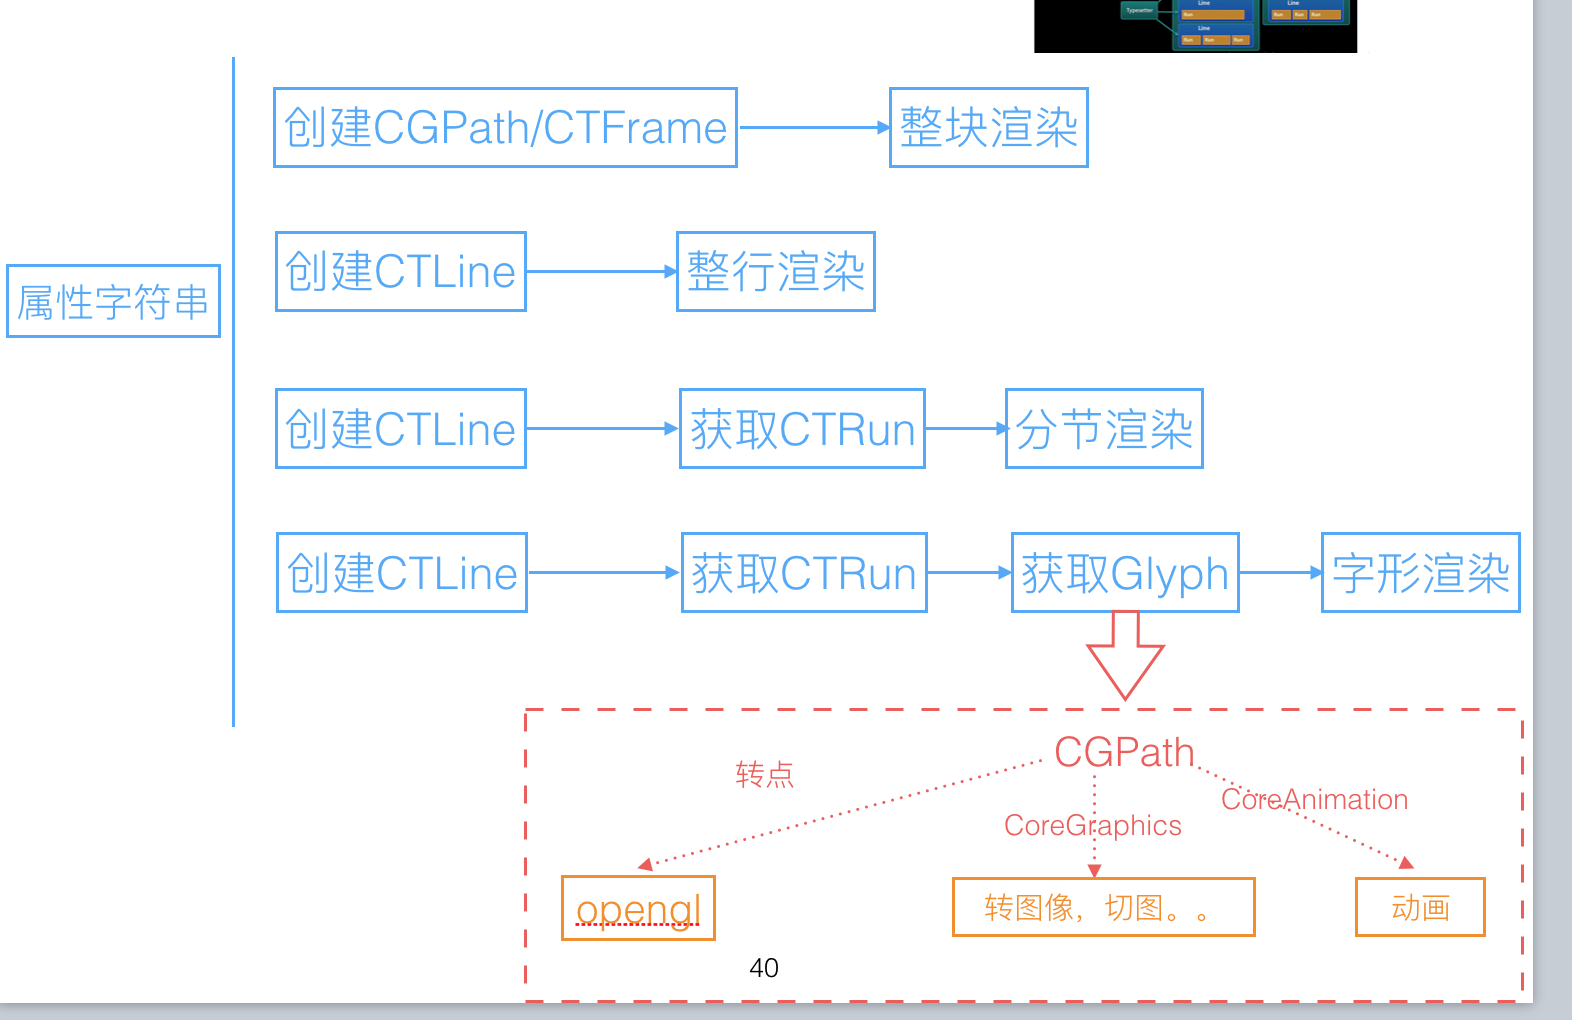 Line
Line
Typesetter
Run
Run Run Run
Line
Run Run Run
创建CGPath/CTFrame
整块渲染
创建CTLine
整行渲染
属性字符串
创建CTLine
获取CTRun
分节渲染
创建CTLine
获取CTRun
获取Glyph
字形渲染
CGPath
转点
CoreAnimation
CoreGraphics
opengl
转图像，切图。。
动画
40